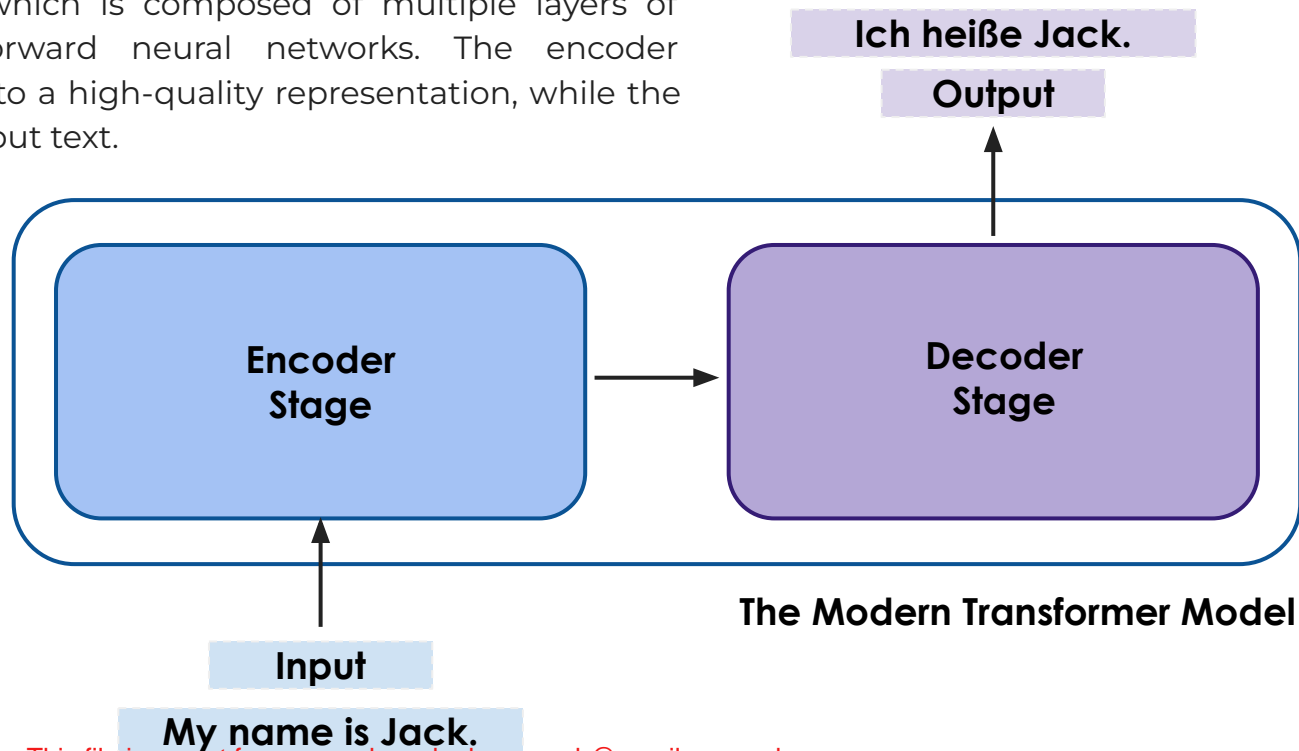 which is composed of multiple layers of
orward neural networks. The encoder
to a high-quality representation, while the
out text.
Ich heiße Jack.
Output
Encoder
Stage
Decoder
Stage
The Modern Transformer Model
Input
My name is Jack.